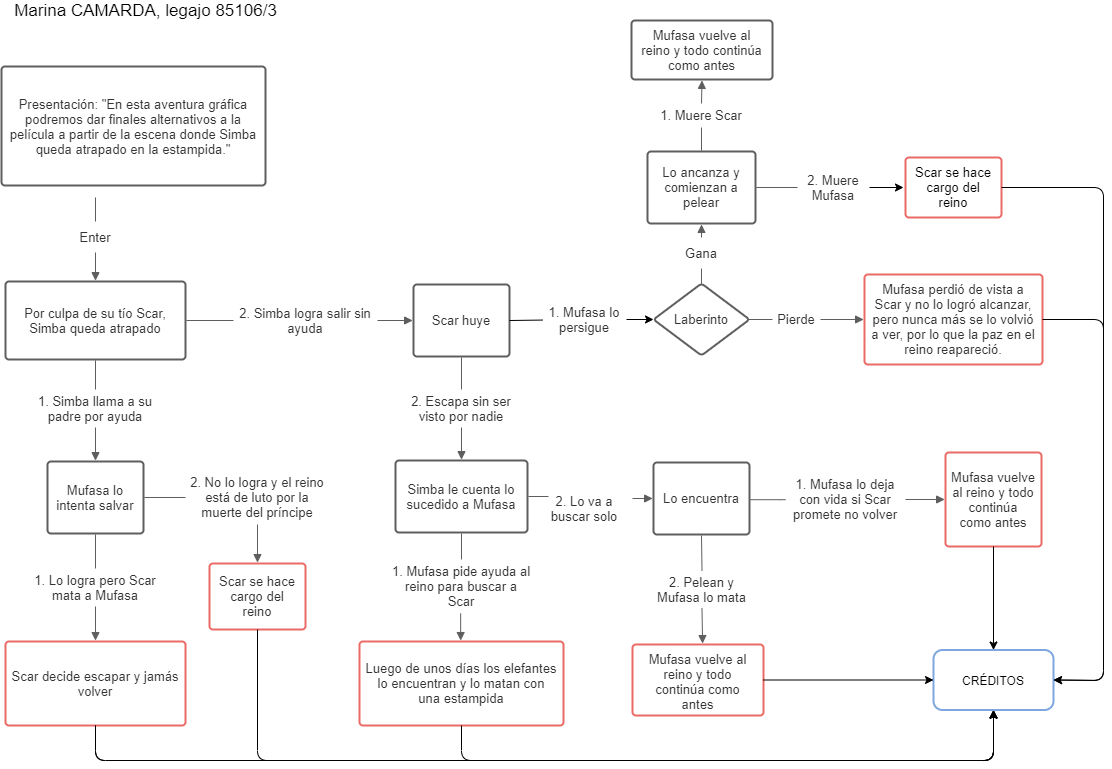 Marina CAMARDA, legajo 85106/3
Mufasa vuelve al
reino y todo continúa
como antes
Presentación: "En esta aventura gráfica
podremos dar finales alternativos a la
película a partir de la escena donde Simba
queda atrapado en la estampida."
1. Muere Scar
Lo ancanza y
comienzan a
pelear
2. Muere
Mufasa
Scar se hace
cargo del
reino
Enter
Gana
Por culpa de su tío Scar,
Simba queda atrapado
2. Simba logra salir sin
ayuda
Scar huye
1. Mufasa lo
persigue
Laberinto
Pierde
Mufasa perdió de vista a
Scar y no lo logró alcanzar,
pero nunca más se lo volvió
a ver, por lo que la paz en el
reino reapareció.
1. Simba llama a su
padre por ayuda
2. Escapa sin ser
visto por nadie
Mufasa lo
intenta salvar
2. No lo logra y el reino
está de luto por la
muerte del príncipe
Simba le cuenta lo
sucedido a Mufasa
2. Lo va a
buscar solo
Lo encuentra
1. Mufasa lo deja
con vida si Scar
promete no volver
Mufasa vuelve
al reino y todo
continúa
como antes
1. Lo logra pero Scar
mata a Mufasa
Scar se hace
cargo del
reino
1. Mufasa pide ayuda al
reino para buscar a
Scar
2. Pelean y
Mufasa lo mata
Scar decide escapar y jamás
volver
Luego de unos días los elefantes
lo encuentran y lo matan con
una estampida
Mufasa vuelve al
reino y todo
continúa como
antes
CRÉDITOS